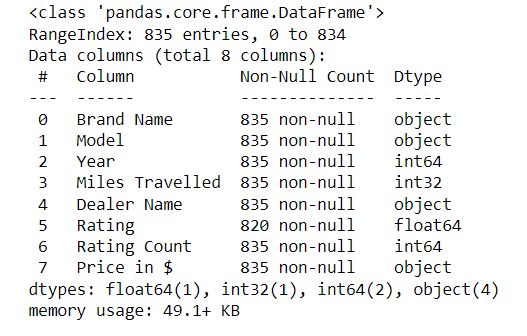 <class 'pandas.core.frame.DataFrame'>
RangeIndex: 835 entries, 0 to 834
Data columns (total 8 columns):
 #   Column          Non-Null Count  Dtype
---  ------          --------------  -----
 0   Brand Name      835 non-null    object
 1   Model           835 non-null    object
 2   Year            835 non-null    int64
 3   Miles Travelled 835 non-null    int32
 4   Dealer Name     835 non-null    object
 5   Rating          820 non-null    float64
 6   Rating Count    835 non-null    int64
 7   Price in $      835 non-null    object
dtypes: float64(1), int32(1), int64(2), object(4)
memory usage: 49.1+ KB